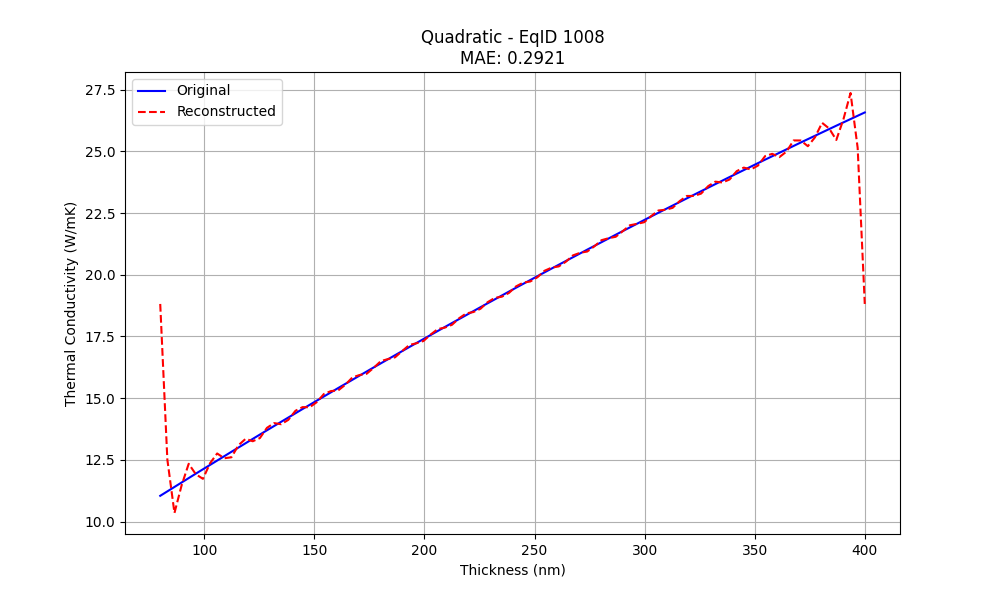 Quadratic - EqID 1008
MAE: 0.2921
Original
Reconstructed
Thermal Conductivity (W/mK)
27.5
25.0
22.5
20.0
17.5
15.0
12.5
10.0
100 150 200 250 300 350 400
Thickness (nm)